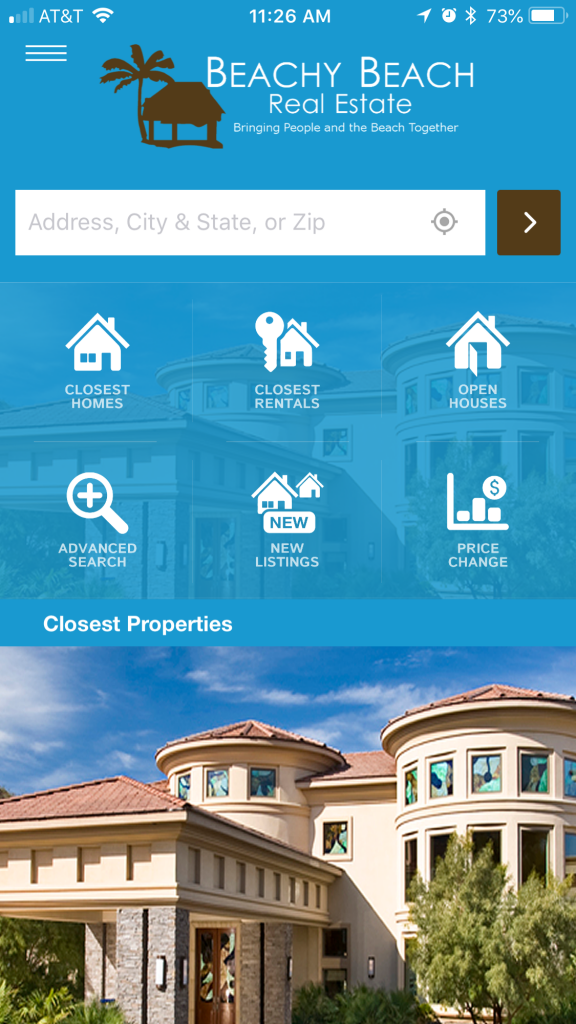 AT&T 11:26 AM 73%
BEACHY BEACH
Real Estate
Bringing People and the Beach Together
Address, City & State, or Zip
CLOSEST
HOMES
CLOSEST
RENTALS
OPEN
HOUSES
ADVANCED
SEARCH
NEW
NEW
LISTINGS
$
PRICE
CHANGE
Closest Properties